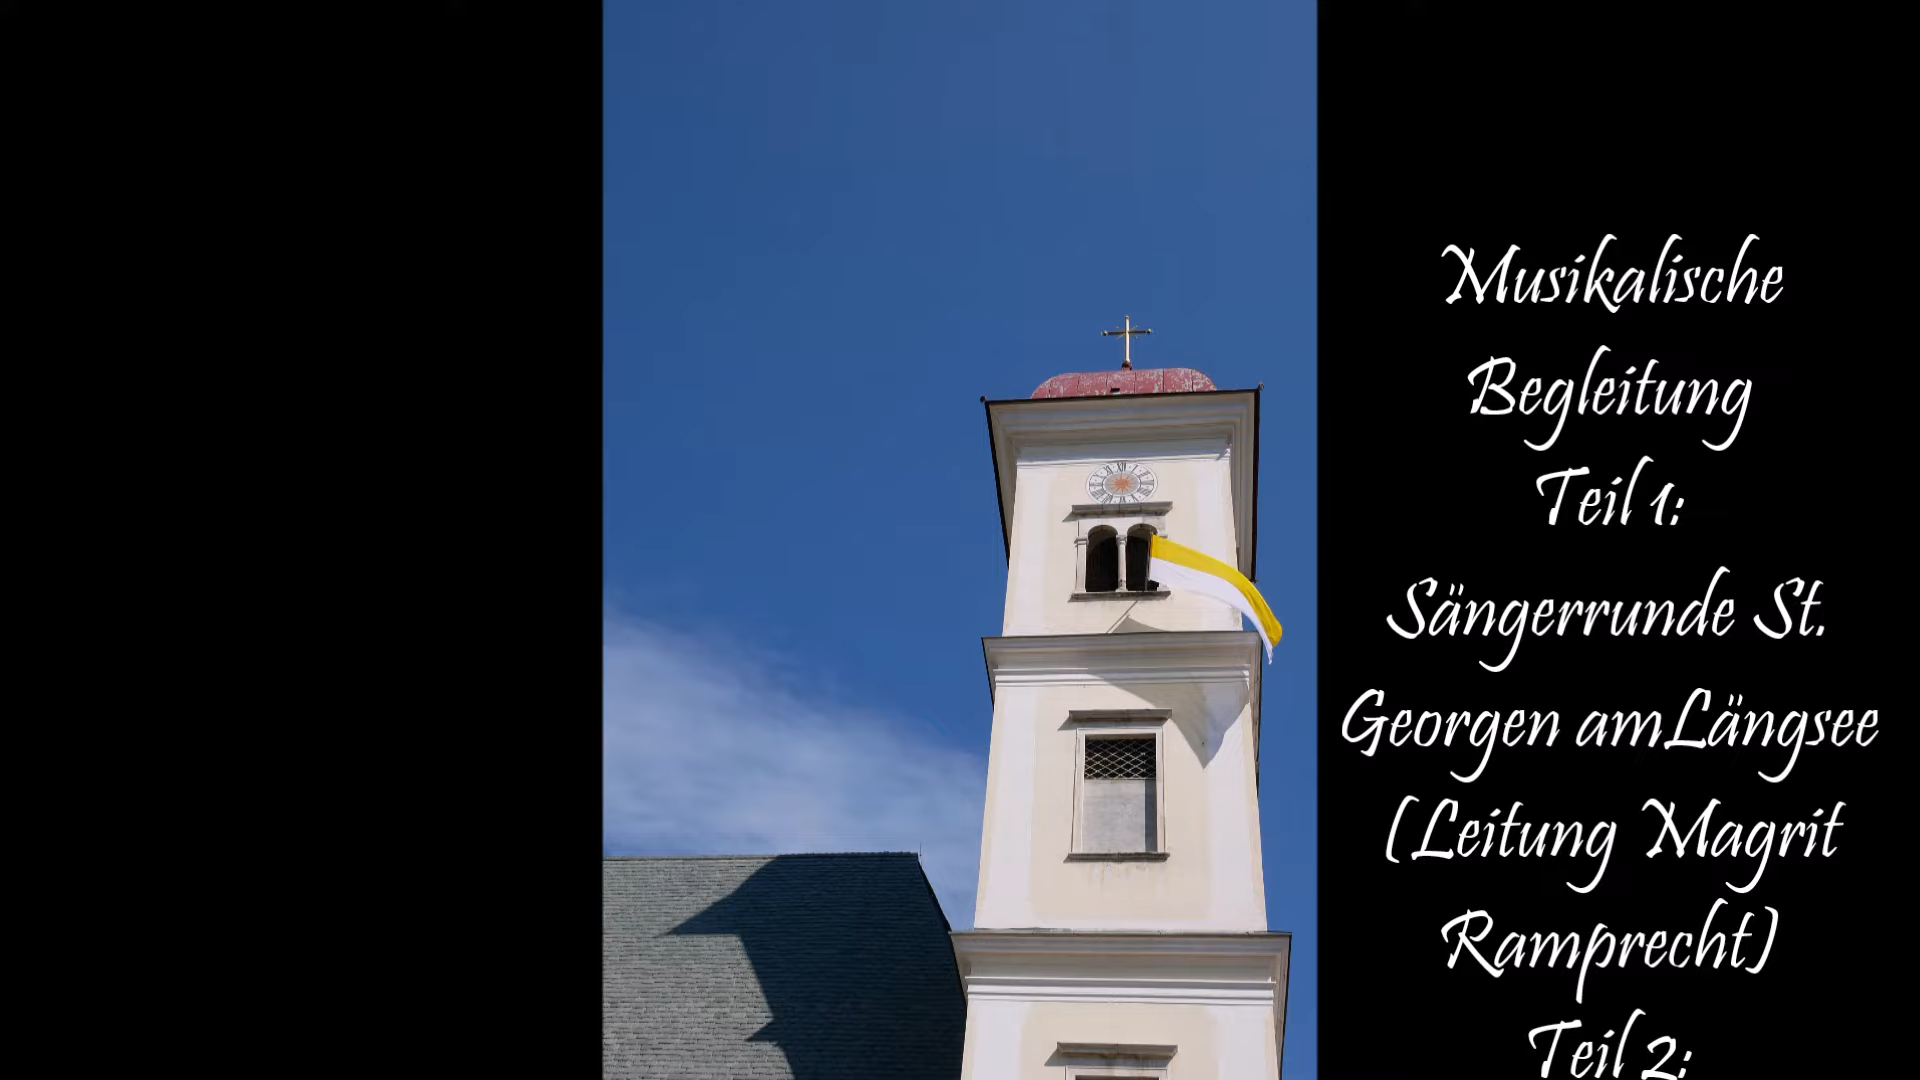 Musikalische
Begleitung
Teil 1:
Sängerrunde St.
Georgen amLängsee
(Leitung Magrit
Ramprecht)
Teil 2: